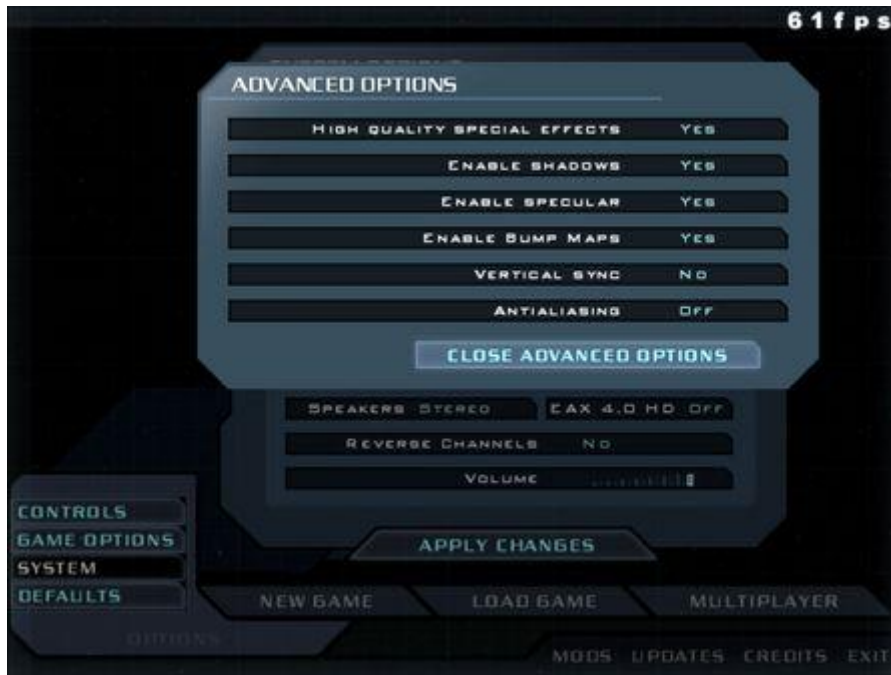 61fps
ADVANCED OPTIONS
HIGH QUALITY SPECIAL EFFECTS YES
ENABLE SHADOWS YES
ENABLE SPECULAR YES
ENABLE BUMP MAPS YES
VERTICAL SYNC NO
ANTIALIASING OFF
CLOSE ADVANCED OPTIONS
SPEAKERS STEREO EAX 4.0 HD OFF
REVERSE CHANNELS NO
VOLUME
CONTROLS
GAME OPTIONS
SYSTEM
DEFAULTS
APPLY CHANGES
NEW GAME LOAD GAME MULTIPLAYER
OPTIONS
MODS UPDATES CREDITS EXIT